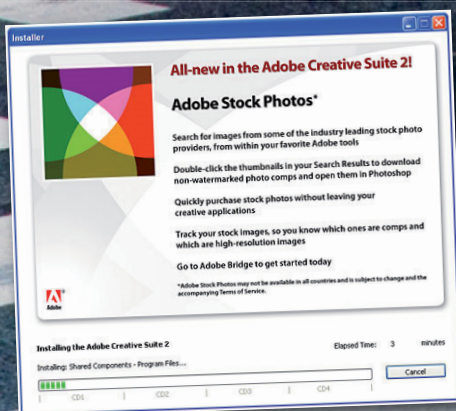 Installer
All-new in the Adobe Creative Suite 2!
Adobe Stock Photos*
Search for images from some of the industry leading stock photo
providers, from within your favorite Adobe tools
Double-click the thumbnails in your Search Results to download
non-watermarked photo comps and open them in Photoshop
Quickly purchase stock photos without leaving your
creative applications
Track your stock images, so you know which ones are comps and
which are high-resolution images
Go to Adobe Bridge to get started today
*Adobe Stock Photos may not be available in all countries and is subject to change and the
accompanying Terms of Service.
Adobe
Installing the Adobe Creative Suite 2
Elapsed Time: 3 minutes
Installing: Shared Components - Program Files...
Cancel
CD1 CD2 CD3 CD4